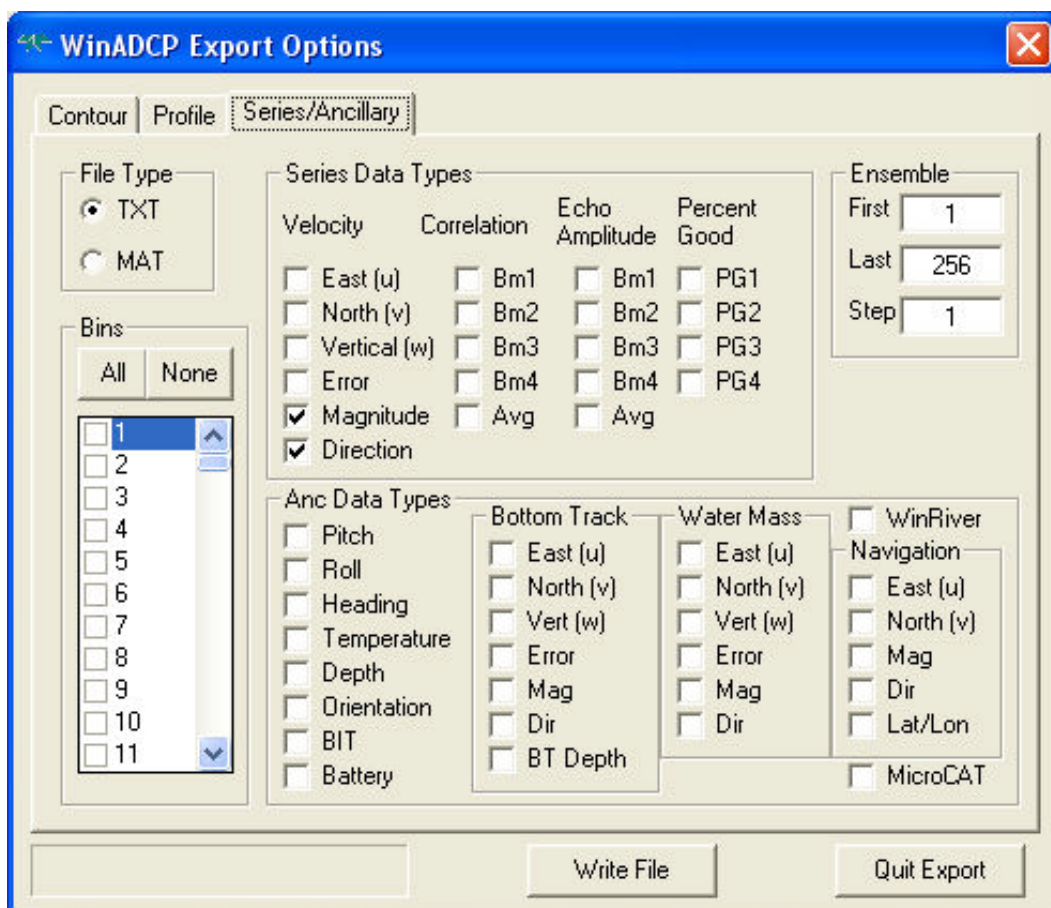 WinADCP Export Options
Contour Profile Series/Ancillary
File Type
TXT
MAT
Bins
All None
1
2
3
4
5
6
7
8
9
10
11
Series Data Types
Velocity
East (u)
North (v)
Vertical (w)
Error
Magnitude
Direction
Correlation
Bm1
Bm2
Bm3
Bm4
Avg
Echo
Amplitude
Bm1
Bm2
Bm3
Bm4
Avg
Percent
Good
PG1
PG2
PG3
PG4
Ensemble
First 1
Last 256
Step 1
Anc Data Types
Pitch
Roll
Heading
Temperature
Depth
Orientation
BIT
Battery
Bottom Track
East (u)
North (v)
Vert (w)
Error
Mag
Dir
BT Depth
Water Mass
East (u)
North (v)
Vert (w)
Error
Mag
Dir
WinRiver
Navigation
East (u)
North (v)
Mag
Dir
Lat/Lon
MicroCAT
Write File Quit Export